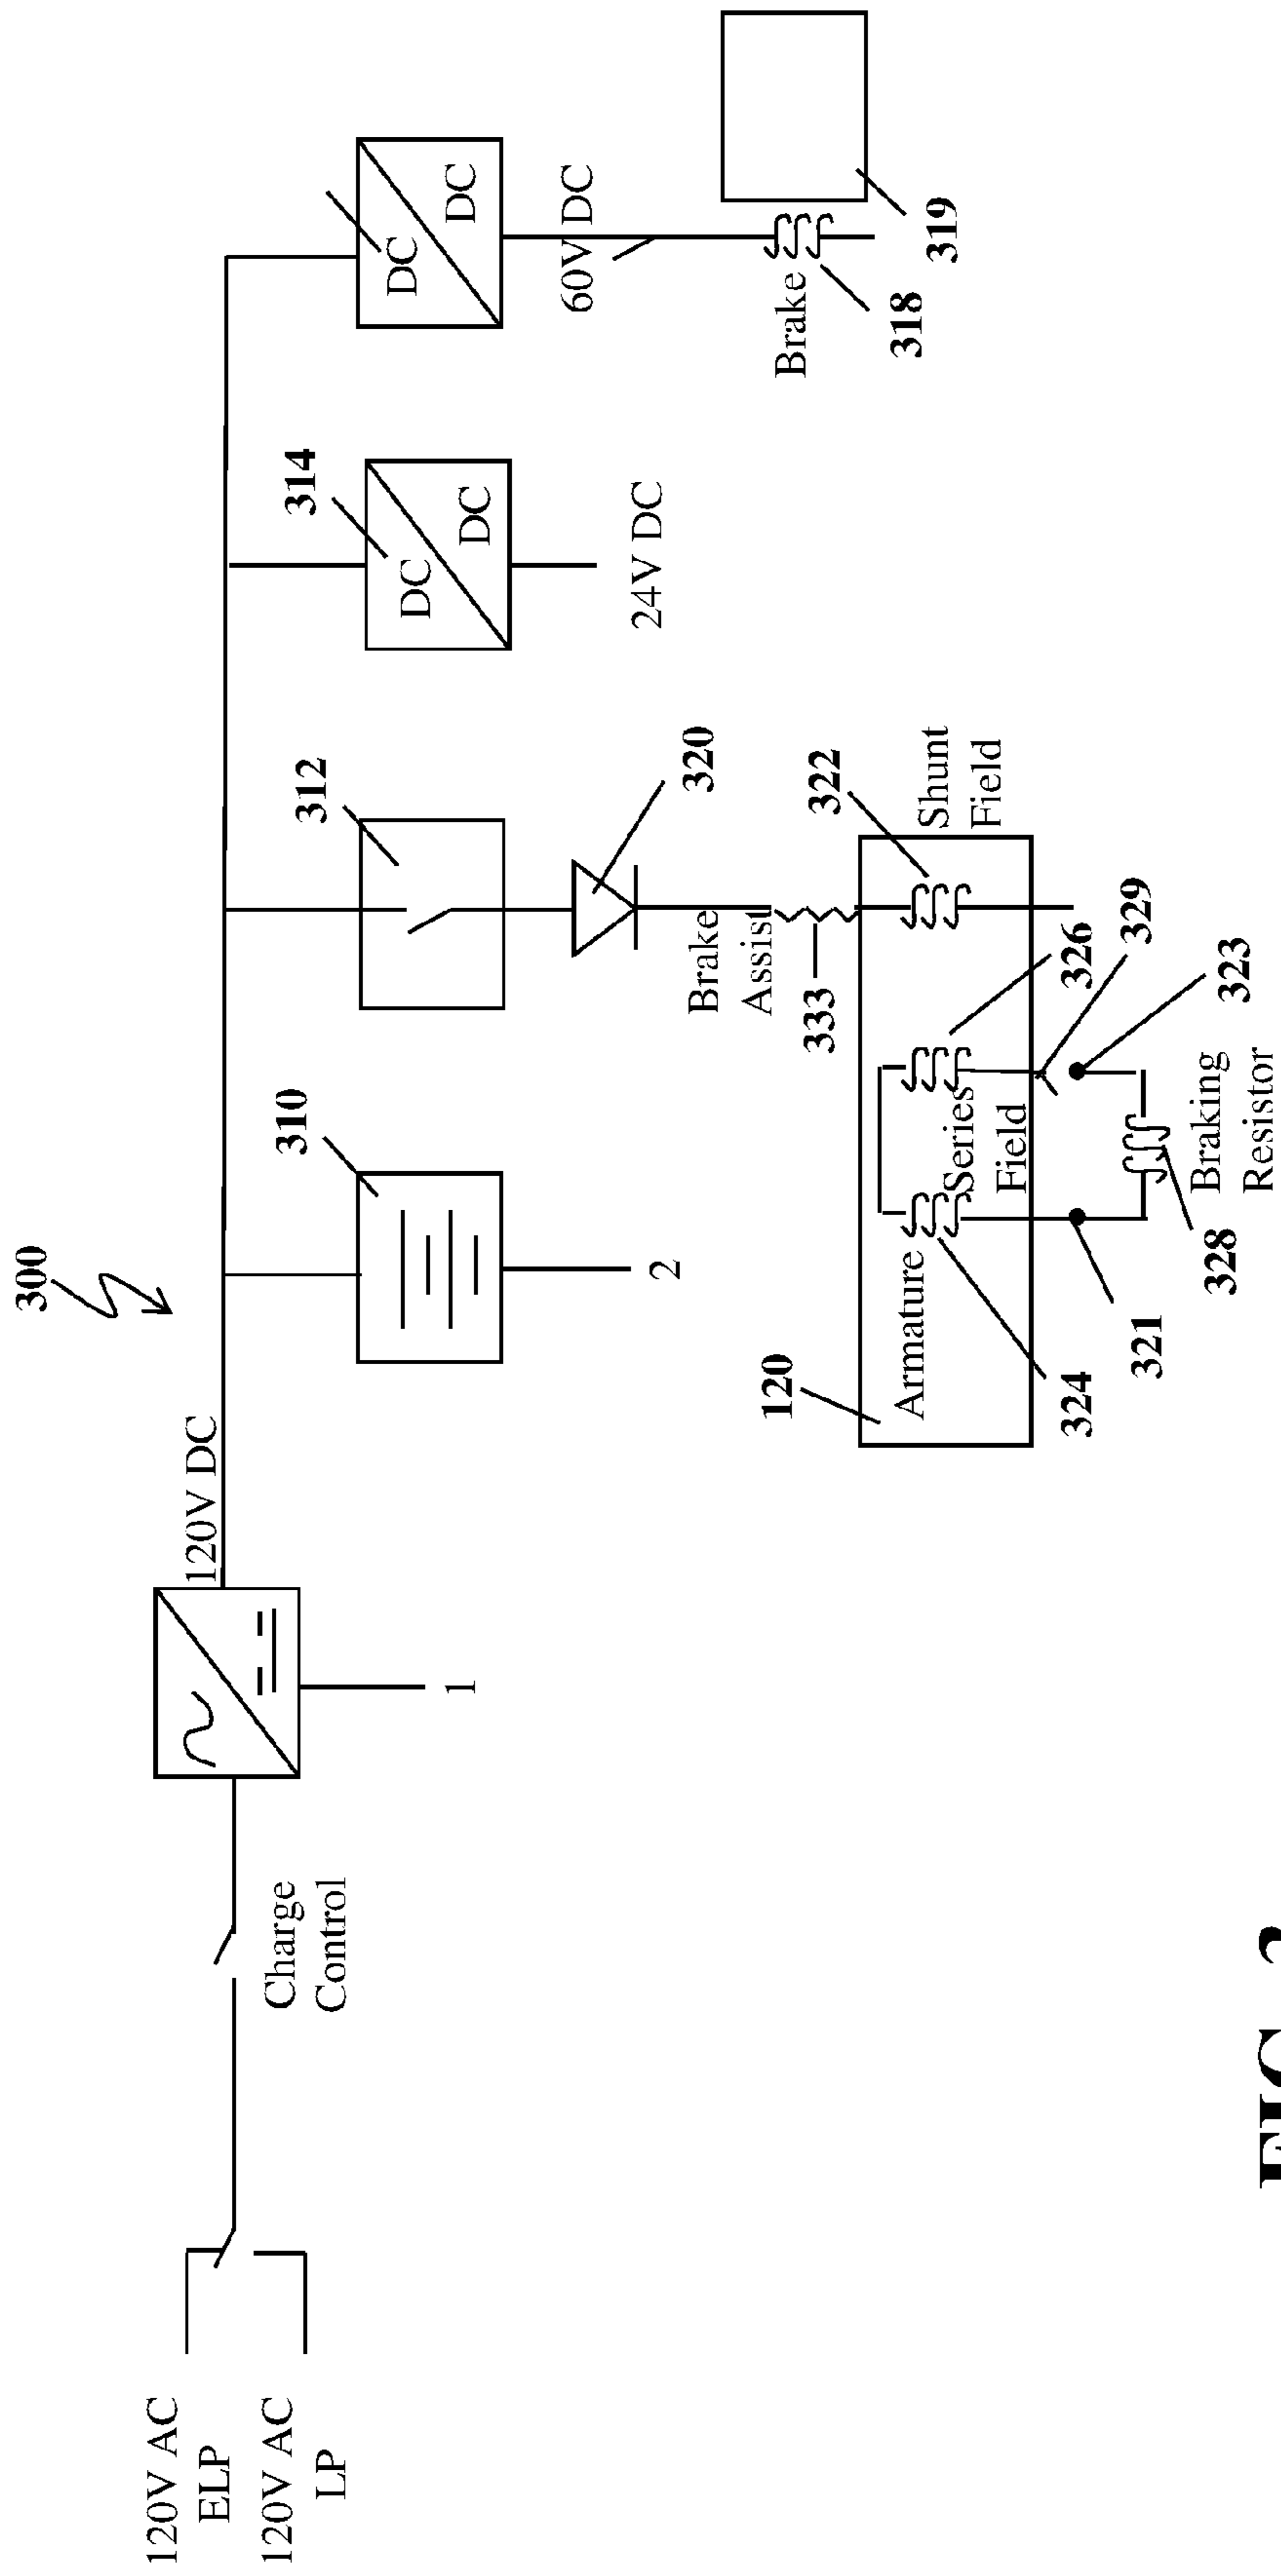 300
120V AC
ELP
120V AC
LP
Charge
Control
1
120V DC
310
2
312
320
Brake
Assist
333
314
DC
DC
24V DC
DC
DC
60V DC
Brake
318
319
120
Armature
324
Series
Field
326
322
Shunt
Field
329
323
321
328
Braking
Resistor